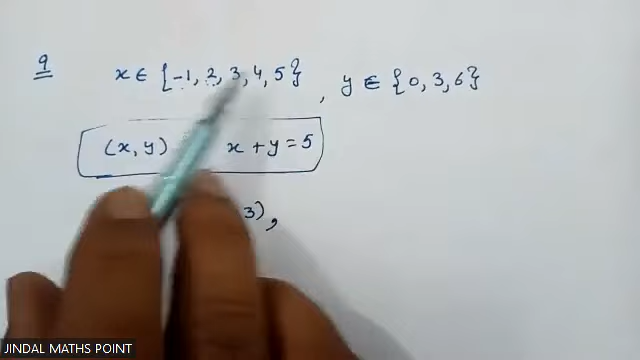 9 x ∈ {-1, 2, 3, 4, 5}, y ∈ {0, 3, 6}
(x, y) x + y = 5
3),
JINDAL MATHS POINT